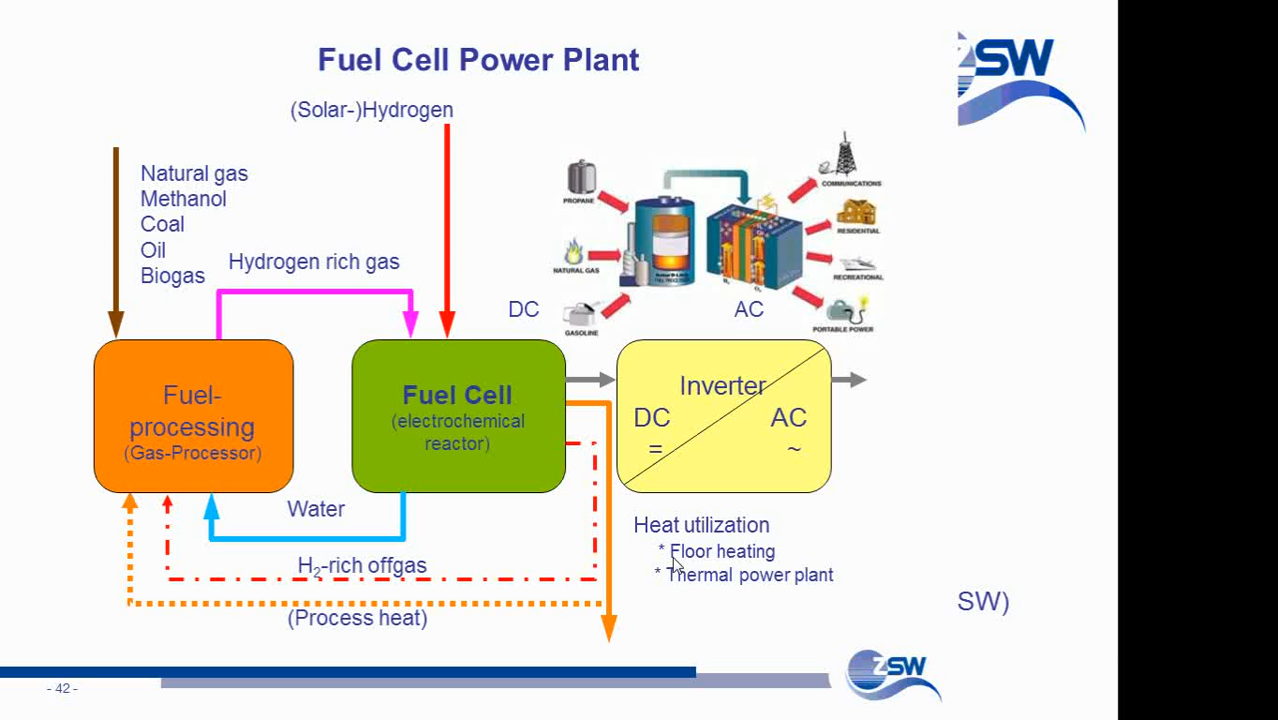 Fuel Cell Power Plant
ZSW
(Solar-)Hydrogen
Natural gas
Methanol
Coal
Oil
Biogas
Hydrogen rich gas
PROPANE
NATURAL GAS
GASOLINE
COMMUNICATIONS
RESIDENTIAL
RECREATIONAL
PORTABLE POWER
DC
AC
Fuel-
processing
(Gas-Processor)
Fuel Cell
(electrochemical
reactor)
Inverter
DC
AC
=
~
Water
H₂-rich offgas
(Process heat)
Heat utilization
* Floor heating
* Thermal power plant
SW)
ZSW
- 42 -